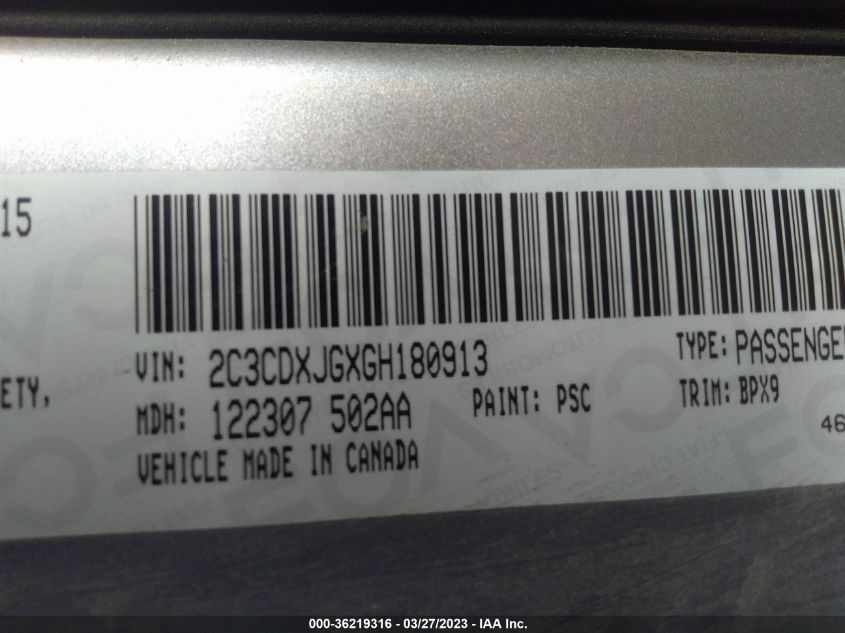 15
ETY,
VIN: 2C3CDXJGXGH180913
TYPE: PASSENGER
MDH: 122307 502AA
PAINT: PSC
TRIM: BPX9
VEHICLE MADE IN CANADA
46
000-36219316 — 03/27/2023 — IAA Inc.